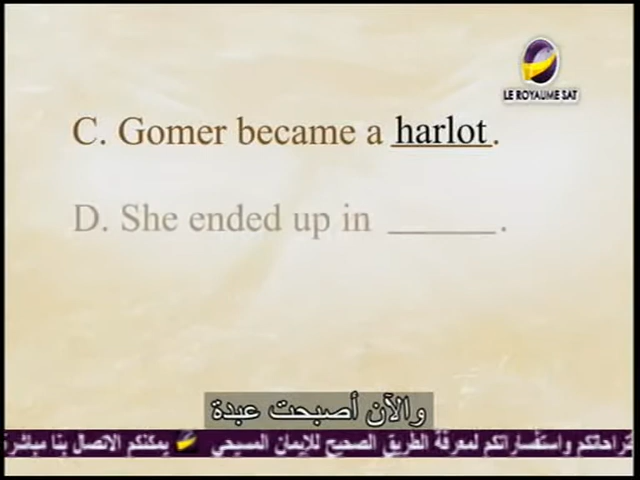 LE ROYAUME SAT
C. Gomer became a harlot.
D. She ended up in ______.
والآن أصبحت عبدة
تراحاتكم واستفساراتكم لمعرفة الطريق الصحيح للإيمان المسيحي يمكنكم الاتصال بنا مباشرة